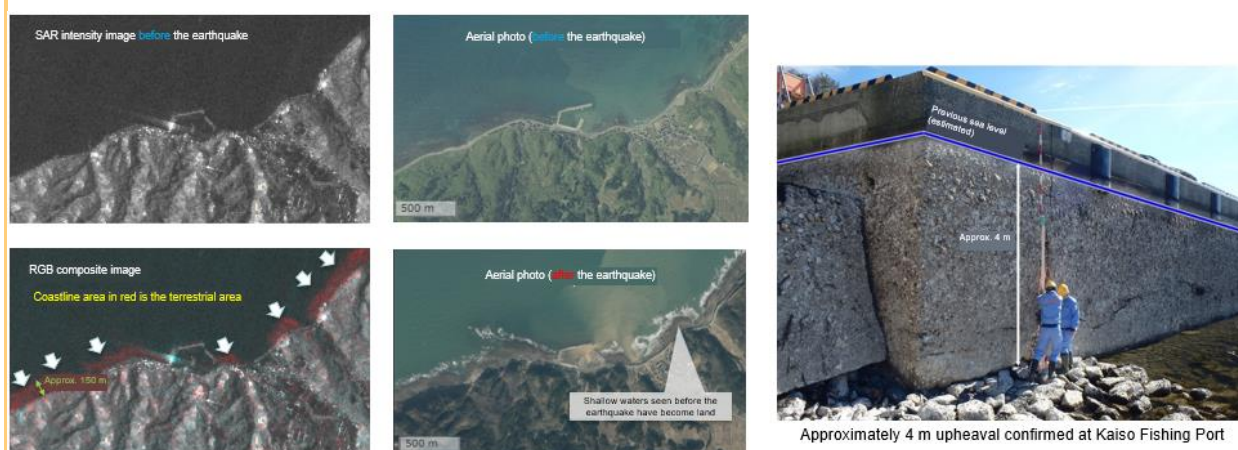 SAR intensity image before the earthquake
Aerial photo (before the earthquake)
500 m
RGB composite image
Coastline area in red is the terrestrial area
Approx. 150 m
Aerial photo (after the earthquake)
Shallow waters seen before the
earthquake have become land
500 m
Previous sea level
(estimated)
Approx. 4 m
Approximately 4 m upheaval confirmed at Kaiso Fishing Port